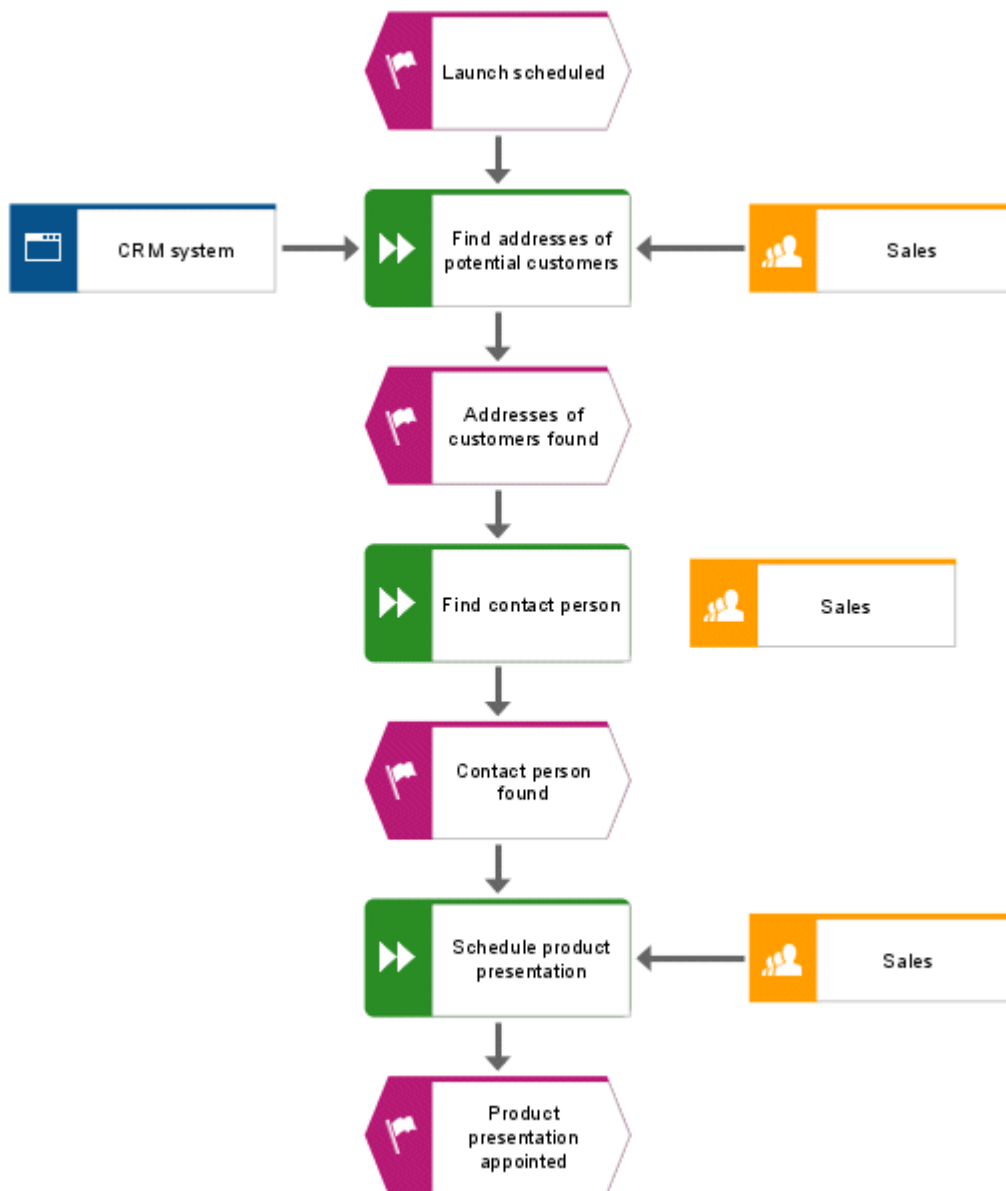 Launch scheduled
CRM system
Find addresses of
potential customers
Sales
Addresses of
customers found
Find contact person
Sales
Contact person
found
Schedule product
presentation
Sales
Product
presentation
appointed